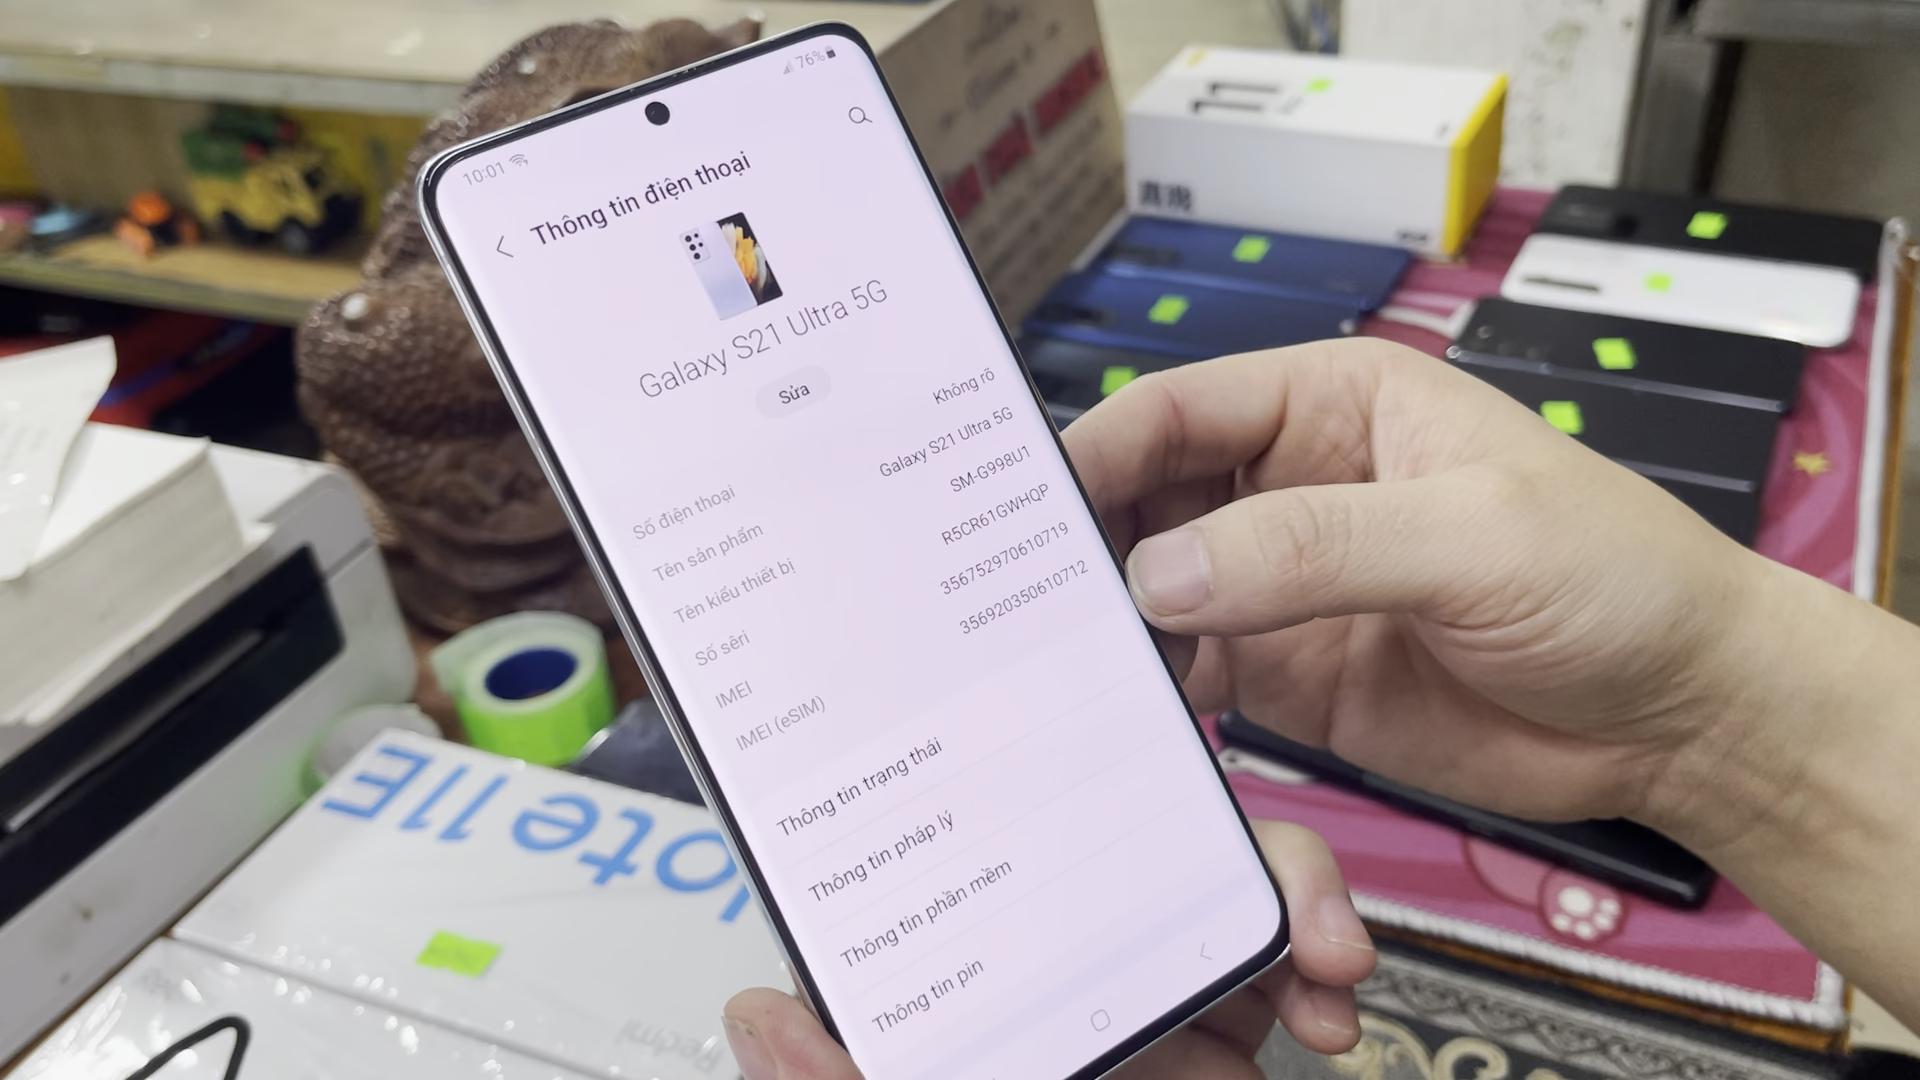 10:01
76%
Thông tin điện thoại
Galaxy S21 Ultra 5G
Sửa
Số điện thoại Không rõ
Tên sản phẩm Galaxy S21 Ultra 5G
Tên kiểu thiết bị SM-G998U1
Số sêri R5CR61GWHQP
IMEI 356752970610719
IMEI (eSIM) 356920350610712
Thông tin trạng thái
Thông tin pháp lý
Thông tin phần mềm
Thông tin pin
11
Note 11E
Redmi